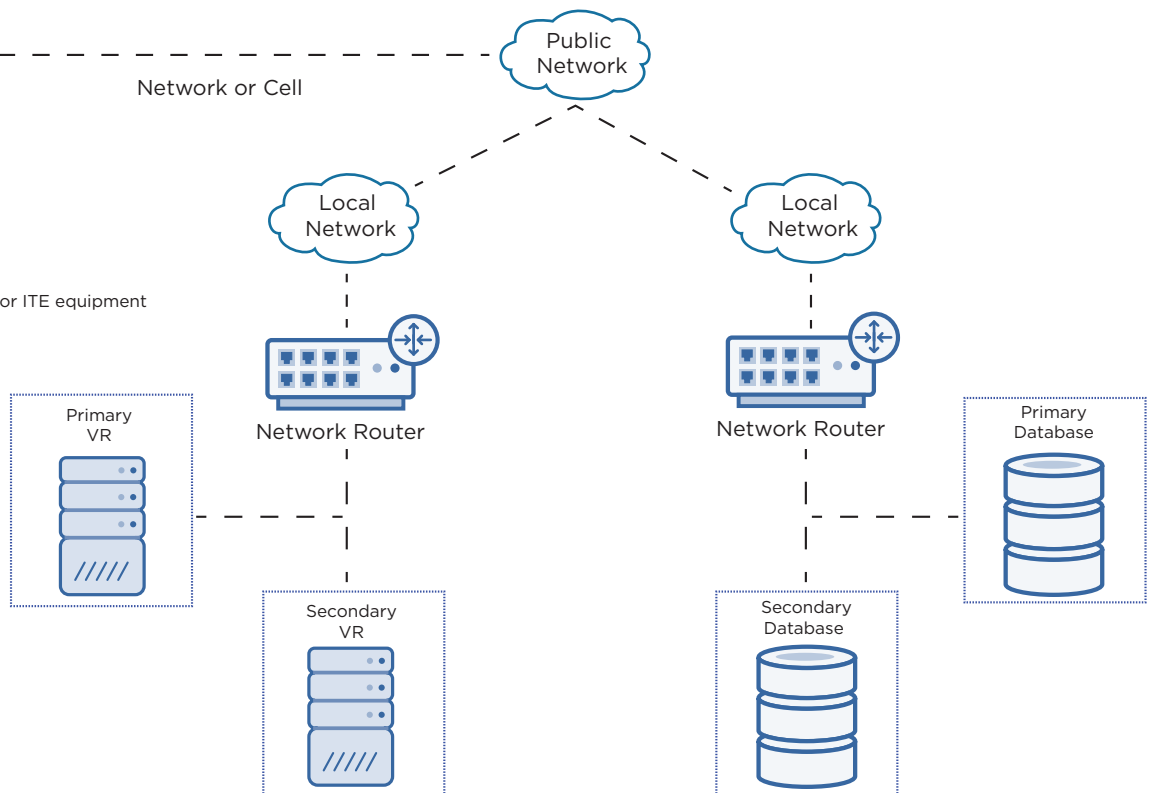 Public
Network
Network or Cell
Local
Network
Local
Network
or ITE equipment
Network Router
Network Router
Primary
VR
Primary
Database
Secondary
VR
Secondary
Database